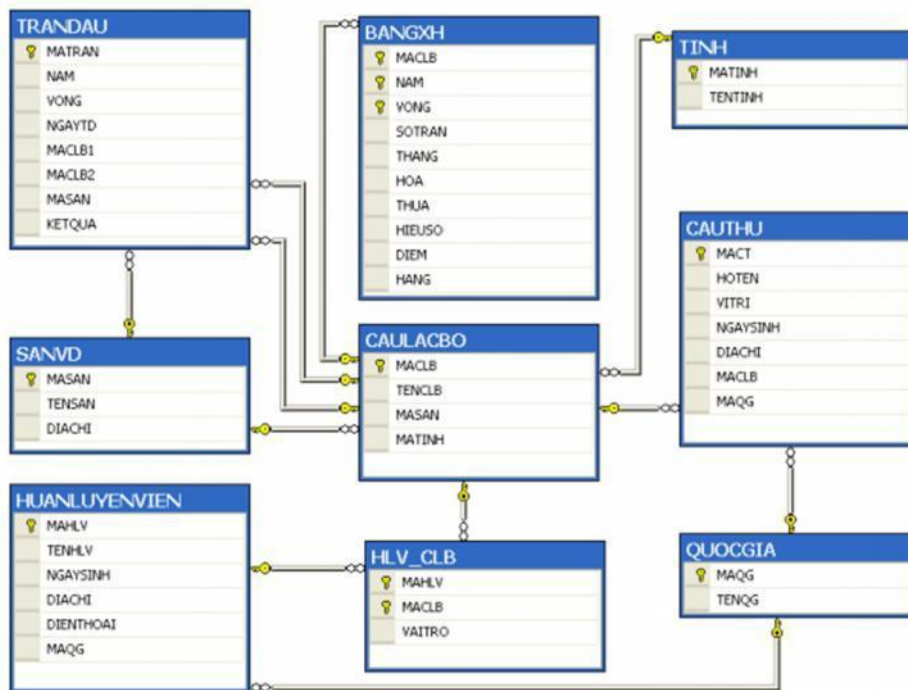 TRANDAU
MATRAN
NAM
VONG
NGAYTD
MACLB1
MACLB2
MASAN
KETQUA
BANGXH
MACLB
NAM
VONG
SOTRAN
THANG
HOA
THUA
HIEUSO
DIEM
HANG
TINH
MATINH
TENTINH
CAUTHU
MACT
HOTEN
VITRI
NGAYSINH
DIACHI
MACLB
MAQG
SANVD
MASAN
TENSAN
DIACHI
CAULACBO
MACLB
TENCLB
MASAN
MATINH
HUANLUYENVIEN
MAHLV
TENHLV
NGAYSINH
DIACHI
DIENTHOAI
MAQG
HLV_CLB
MAHLV
MACLB
VAITRO
QUOCGIA
MAQG
TENQG